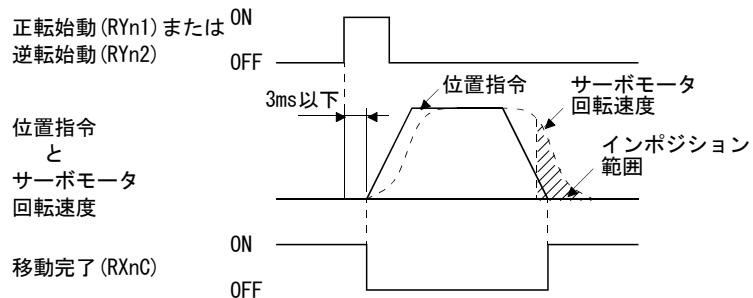 正転始動(RYn1)または
逆転始動(RYn2)
ON
OFF
3ms以下
位置指令
サーボモータ
回転速度
インポジション
範囲
位置指令
と
サーボモータ
回転速度
移動完了(RXnC)
ON
OFF